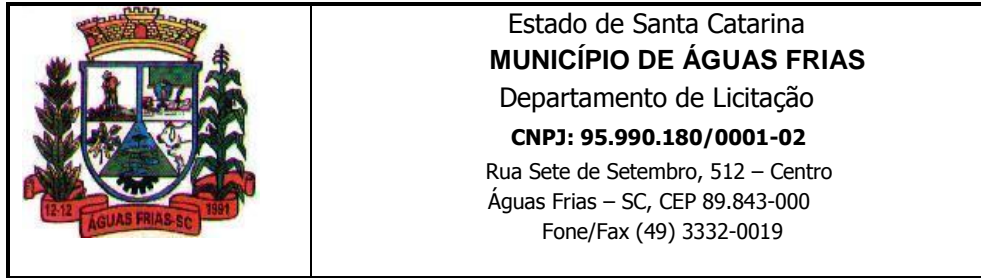 Estado de Santa Catarina
MUNICÍPIO DE ÁGUAS FRIAS
Departamento de Licitação
CNPJ: 95.990.180/0001-02
Rua Sete de Setembro, 512 – Centro
Águas Frias – SC, CEP 89.843-000
Fone/Fax (49) 3332-0019
12-12
ÁGUAS FRIAS-SC
1991